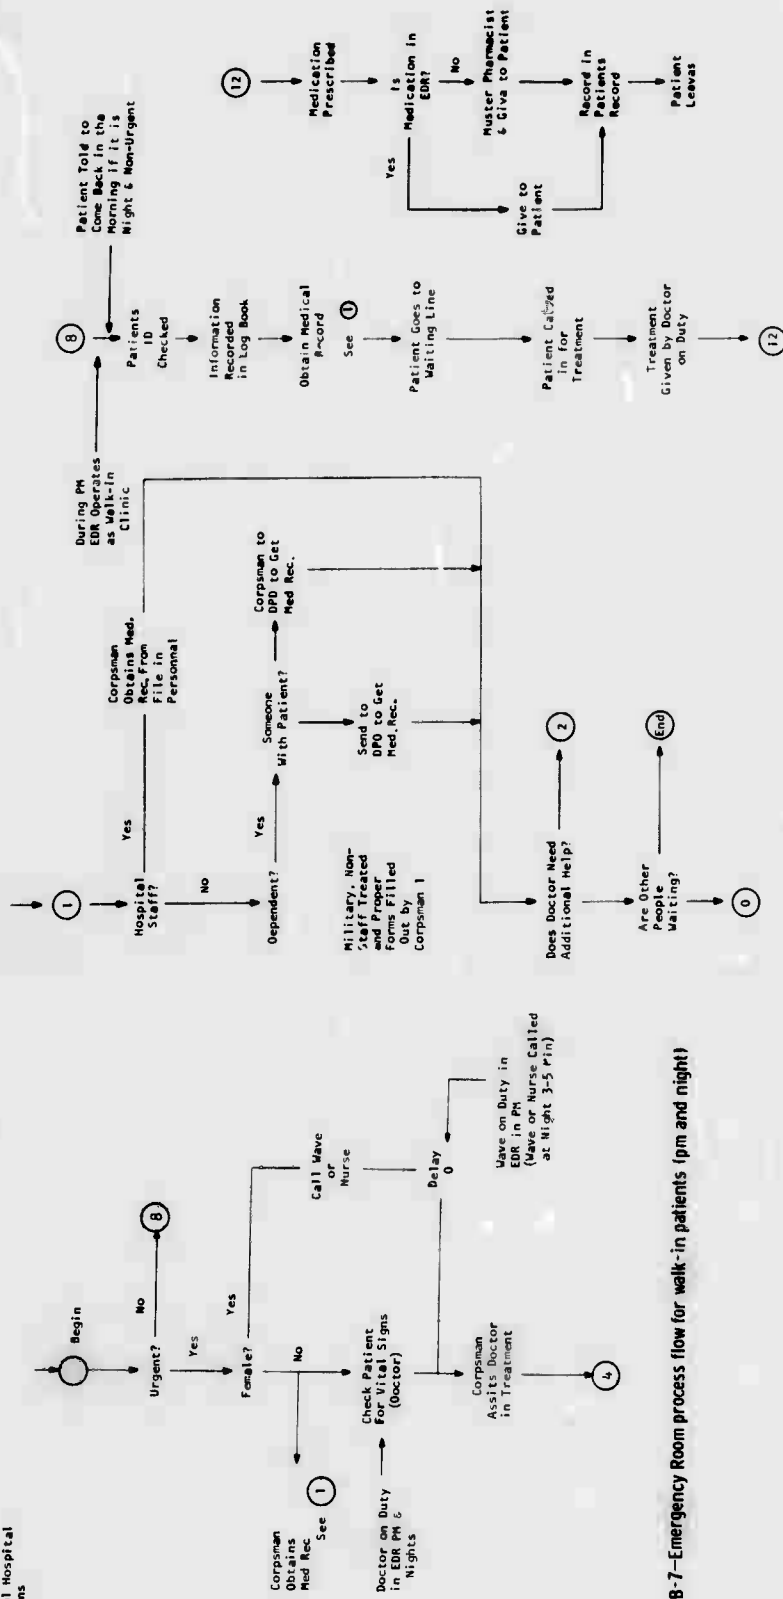 l Hospital
ns
Begin
Urgent?
No
8
Yes
Female?
Yes
No
Call Wave
or
Nurse
Corpsman
Obtains
Med Rec
See 1
Check Patient
For Vital Signs
(Doctor)
Doctor on Duty
in EDR PM &
Nights
Delay
0
Wave on Duty in
EDR in PM
(Wave or Nurse Called
at Night 3-5 Min)
Corpsman
Assits Doctor
in Treatment
4
B-7—Emergency Room process flow for walk-in patients (pm and night)
1
Hospital
Staff?
Yes
Corpsman
Obtains Med.
Rec. From
File in
Personnal
No
Dependent?
Yes
Someone
With Patient?
Corpsman to
DPD to Get
Med Rec.
Send to
DPO to Get
Med. Rec.
Military, Non-
Staff Treated
and Proper
Forms Filled
Out by
Corpsman 1
Does Doctor Need
Additional Help?
2
Are Other
People
Waiting?
End
0
8
During PM
EDR Operates
as Walk-in
Clinic
Patient Told to
Come Back in tha
Morning if it is
Night & Non-Urgent
Patients
ID
Checked
Information
Recorded
in Log Book
Obtain Medical
Record
See 1
Patient Goes to
Waiting Line
Patient Called
in for
Treatment
Treatment
Given by Doctor
on Duty
12
12
Medication
Prescribed
Is
Medication in
EDR?
Yes
No
Muster Pharmacist
& Giva to Patient
Give to
Patient
Racord in
Patients
Record
Patient
Leavas